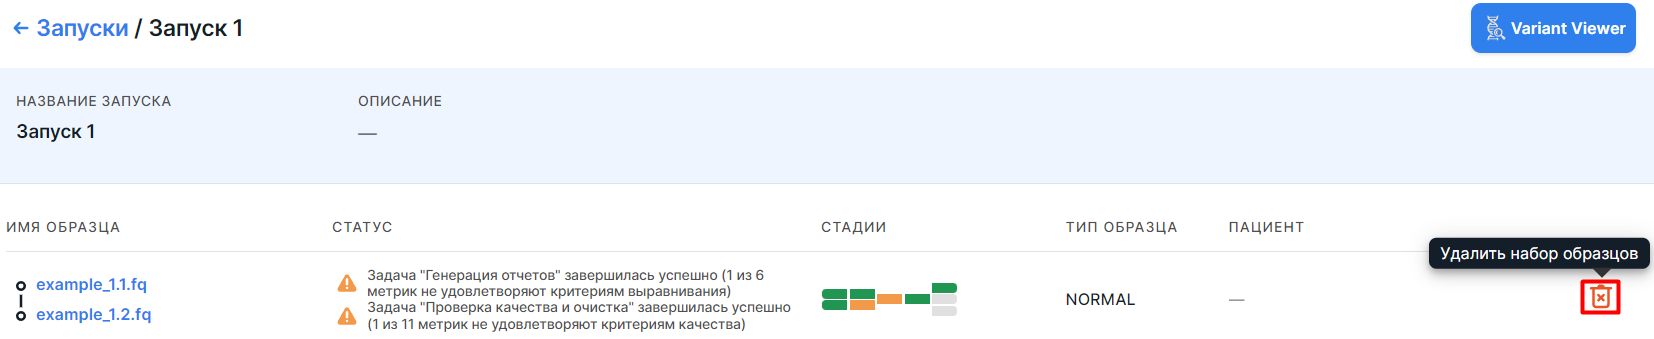 ← Запуски / Запуск 1
Variant Viewer
НАЗВАНИЕ ЗАПУСКА
ОПИСАНИЕ
Запуск 1
—
ИМЯ ОБРАЗЦА
СТАТУС
СТАДИИ
ТИП ОБРАЗЦА
ПАЦИЕНТ
Удалить набор образцов
example_1.1.fq
example_1.2.fq
Задача "Генерация отчетов" завершилась успешно (1 из 6
метрик не удовлетворяют критериям выравнивания)
Задача "Проверка качества и очистка" завершилась успешно
(1 из 11 метрик не удовлетворяют критериям качества)
NORMAL
—